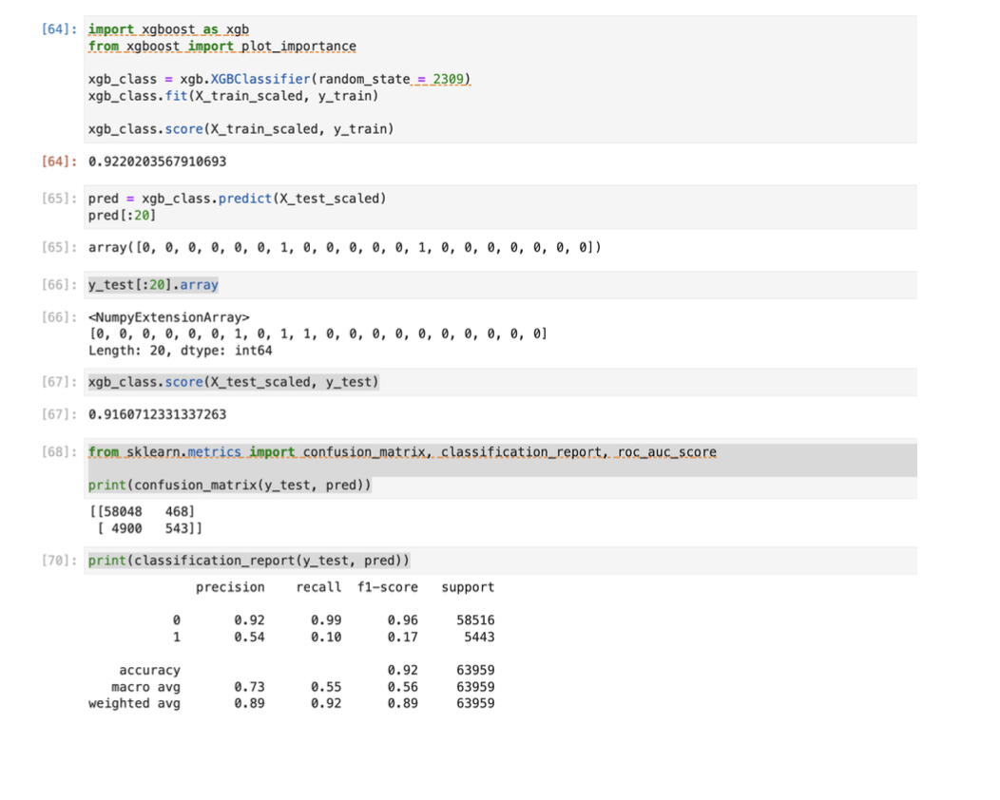 [64]: import xgboost as xgb
from xgboost import plot_importance
xgb_class = xgb.XGBClassifier(random_state = 2309)
xgb_class.fit(X_train_scaled, y_train)
xgb_class.score(X_train_scaled, y_train)
[64]: 0.9220203567910693
[65]: pred = xgb_class.predict(X_test_scaled)
pred[:20]
[65]: array([0, 0, 0, 0, 0, 0, 1, 0, 0, 0, 0, 0, 1, 0, 0, 0, 0, 0, 0, 0])
[66]: y_test[:20].array
[66]: <NumpyExtensionArray>
[0, 0, 0, 0, 0, 0, 1, 0, 1, 1, 0, 0, 0, 0, 0, 0, 0, 0, 0, 0]
Length: 20, dtype: int64
[67]: xgb_class.score(X_test_scaled, y_test)
[67]: 0.9160712331337263
[68]: from sklearn.metrics import confusion_matrix, classification_report, roc_auc_score
print(confusion_matrix(y_test, pred))
[[58048 468]
[ 4900 543]]
[70]: print(classification_report(y_test, pred))
precision recall f1-score support
0 0.92 0.99 0.96 58516
1 0.54 0.10 0.17 5443
accuracy 0.92 63959
macro avg 0.73 0.55 0.56 63959
weighted avg 0.89 0.92 0.89 63959